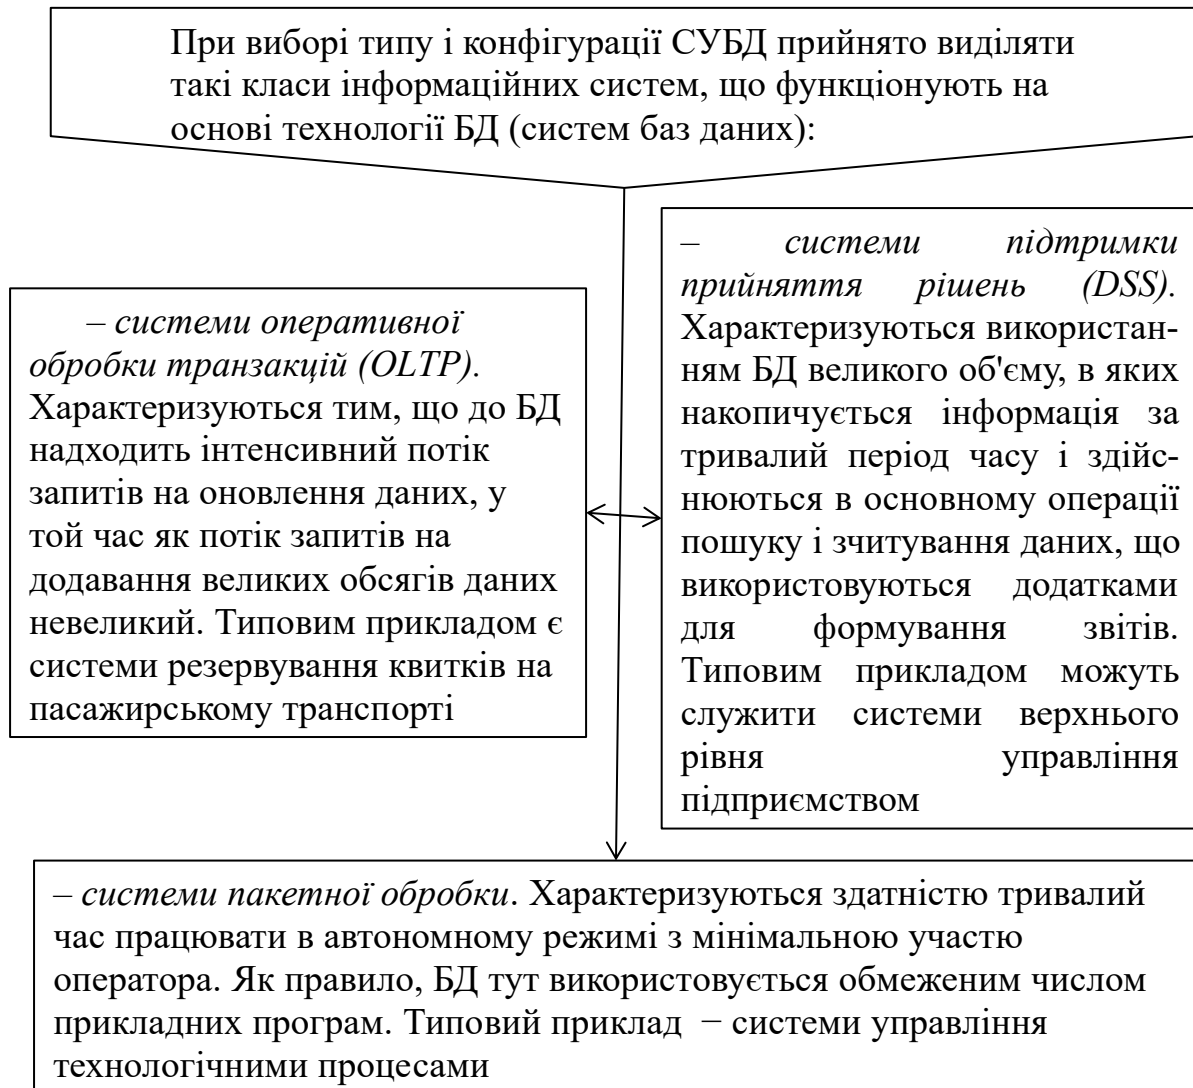 При виборі типу і конфігурації СУБД прийнято виділяти
такі класи інформаційних систем, що функціонують на
основі технології БД (систем баз даних):
– системи оперативної
обробки транзакцій (OLTP).
Характеризуються тим, що до БД
надходить інтенсивний потік
запитів на оновлення даних, у
той час як потік запитів на
додавання великих обсягів даних
невеликий. Типовим прикладом є
системи резервування квитків на
пасажирському транспорті
– системи підтримки
прийняття рішень (DSS).
Характеризуються використан-
ням БД великого об'єму, в яких
накопичується інформація за
тривалий період часу і здійс-
нюються в основному операції
пошуку і зчитування даних, що
використовуються додатками
для формування звітів.
Типовим прикладом можуть
служити системи верхнього
рівня управління
підприємством
– системи пакетної обробки. Характеризуються здатністю тривалий
час працювати в автономному режимі з мінімальною участю
оператора. Як правило, БД тут використовується обмеженим числом
прикладних програм. Типовий приклад – системи управління
технологічними процесами